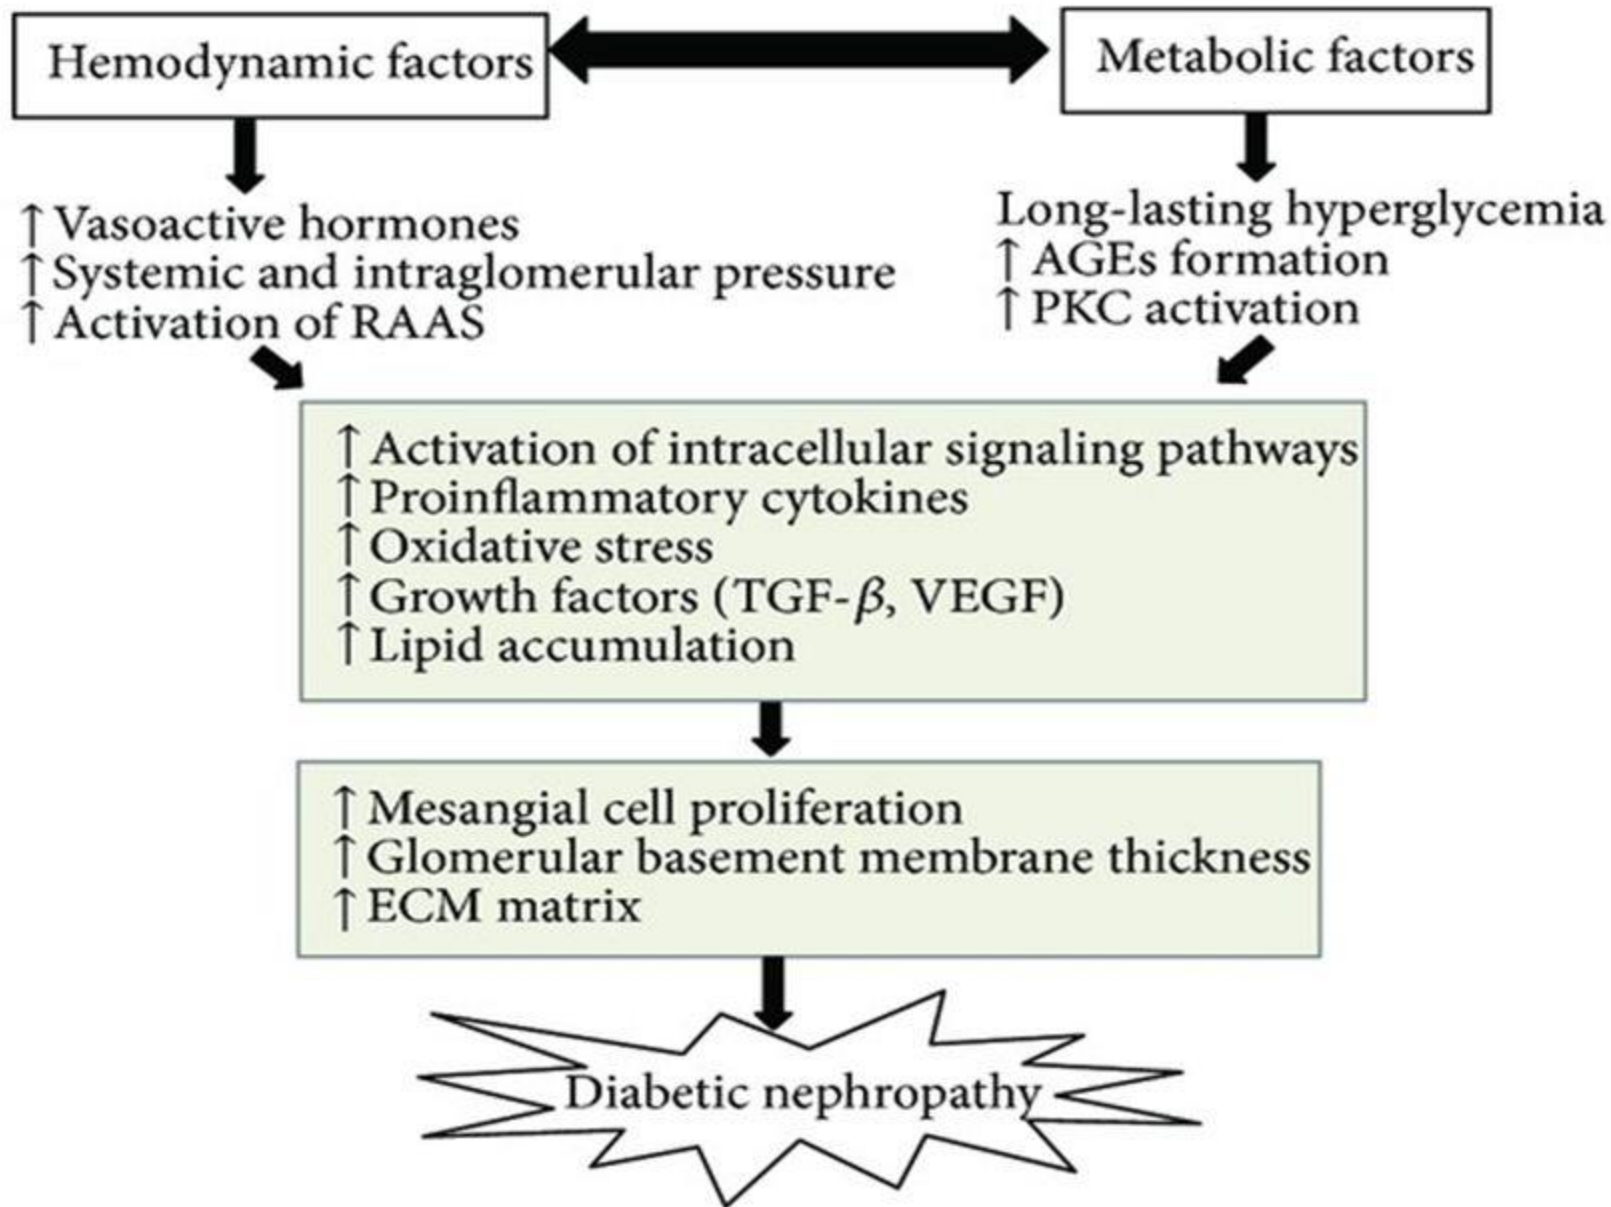 Hemodynamic factors
Metabolic factors
↑ Vasoactive hormones
↑ Systemic and intraglomerular pressure
↑ Activation of RAAS
Long-lasting hyperglycemia
↑ AGEs formation
↑ PKC activation
↑ Activation of intracellular signaling pathways
↑ Proinflammatory cytokines
↑ Oxidative stress
↑ Growth factors (TGF-β, VEGF)
↑ Lipid accumulation
↑ Mesangial cell proliferation
↑ Glomerular basement membrane thickness
↑ ECM matrix
Diabetic nephropathy